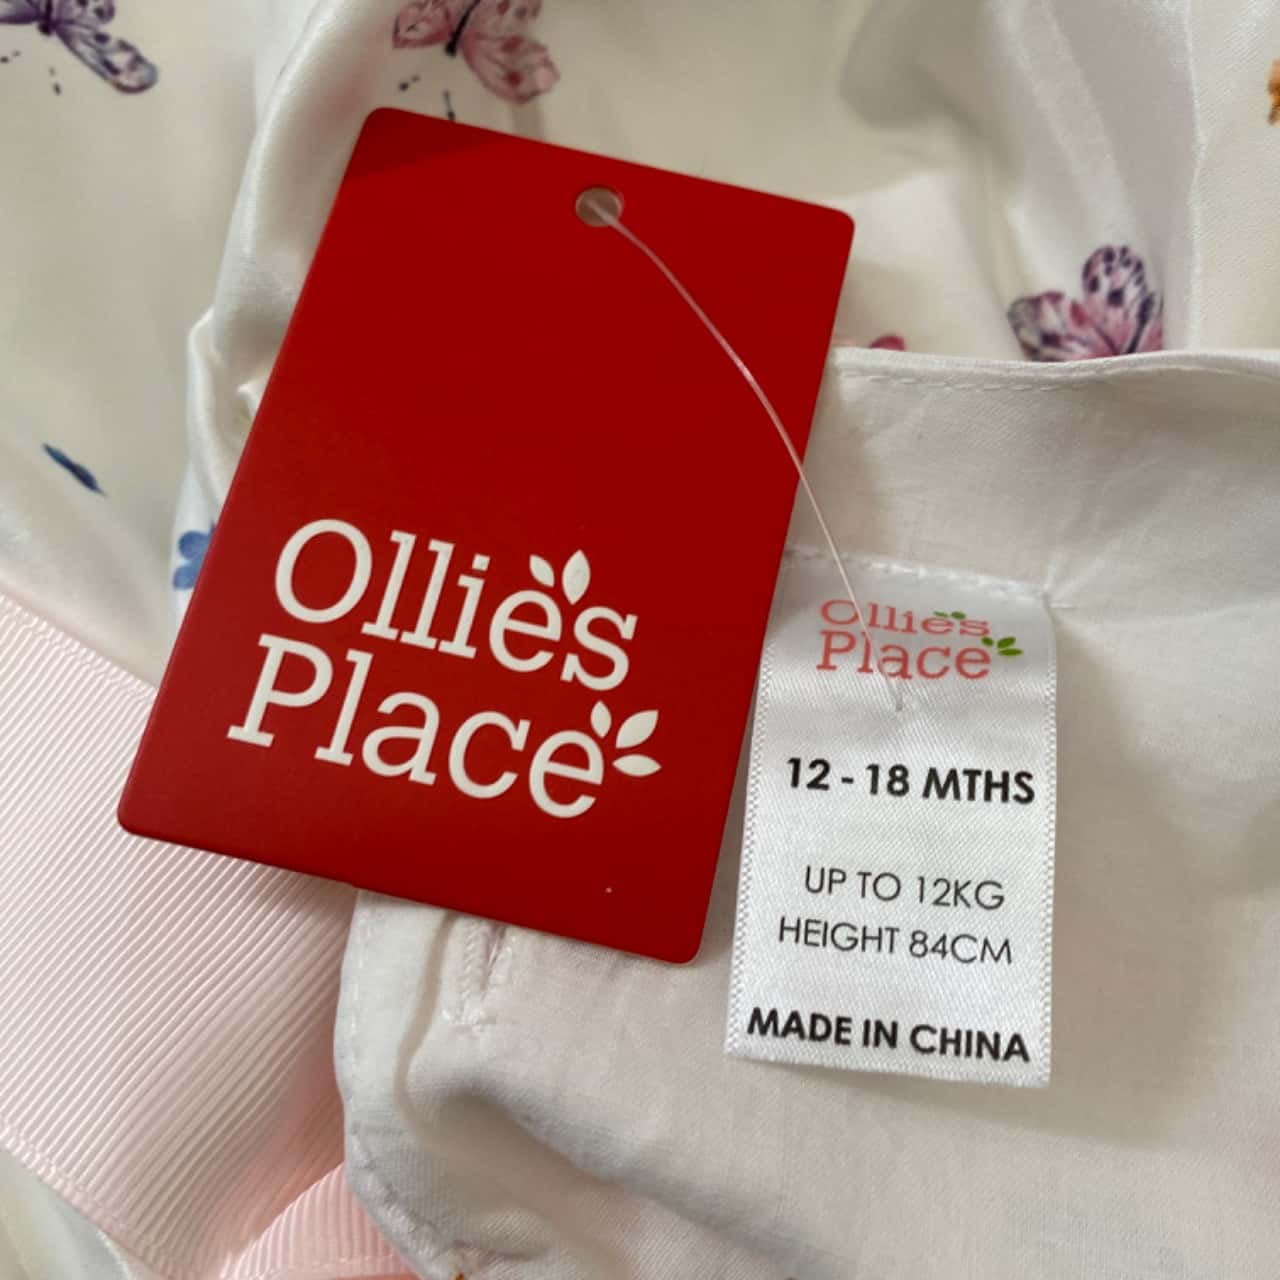 Ollie's
Place
Ollie's
Place
12 - 18 MTHS
UP TO 12KG
HEIGHT 84CM
MADE IN CHINA